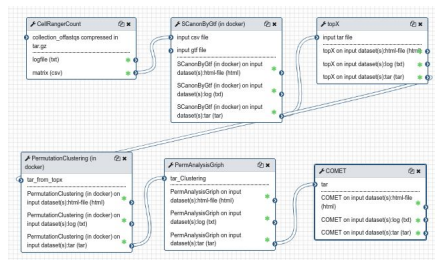 CellRangerCount
collection_offastqs compressed in
tar.gz
logfile (txt)
matrix (csv)
SCanonByGtf (in docker)
input csv file
input gtf file
SCanonByGtf (in docker) on input
dataset(s):html-file (html)
SCanonByGtf (in docker) on input
dataset(s):log (txt)
SCanonByGtf (in docker) on input
dataset(s):tar (tar)
topX
input tar file
topX on input dataset(s):html-file (html)
topX on input dataset(s):log (txt)
topX on input dataset(s):tar (tar)
PermutationClustering (in
docker)
tar_from_topx
PermutationClustering (in docker) on
input dataset(s):html-file (html)
PermutationClustering (in docker) on
input dataset(s):log (txt)
PermutationClustering (in docker) on
input dataset(s):tar (tar)
PermAnalysisGriph
tar_Clustering
PermAnalysisGriph on input
dataset(s):html-file (html)
PermAnalysisGriph on input
dataset(s):log (txt)
PermAnalysisGriph on input
dataset(s):tar (tar)
COMET
tar
COMET on input dataset(s):html-file
(html)
COMET on input dataset(s):log (txt)
COMET on input dataset(s):tar (tar)